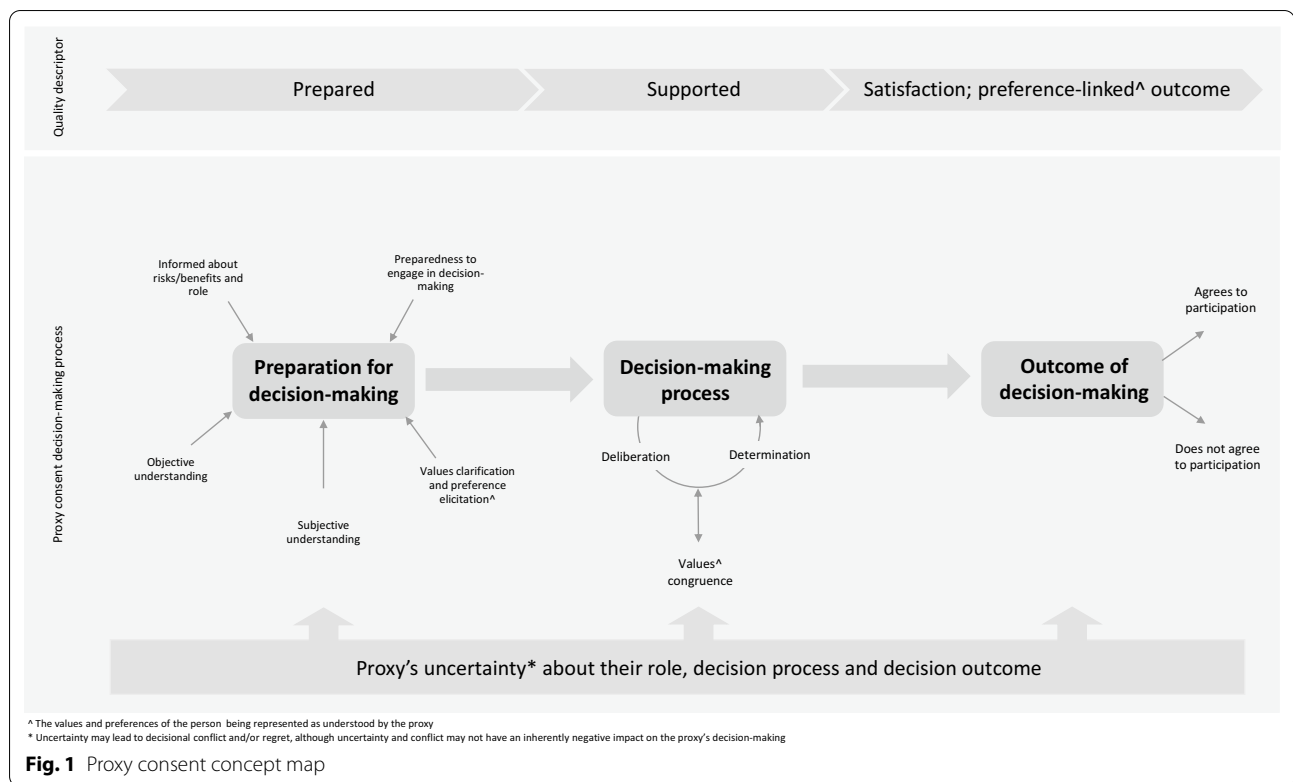 Quality descriptor
Prepared
Supported
Satisfaction; preference-linked^ outcome
Proxy consent decision-making process
Informed about
risks/benefits and
role
Preparedness to
engage in decision-
making
Preparation for
decision-making
Objective
understanding
Subjective
understanding
Values clarification
and preference
elicitation^
Decision-making
process
Deliberation
Determination
Values^
congruence
Outcome of
decision-making
Agrees to
participation
Does not agree
to participation
Proxy's uncertainty* about their role, decision process and decision outcome
^ The values and preferences of the person being represented as understood by the proxy
* Uncertainty may lead to decisional conflict and/or regret, although uncertainty and conflict may not have an inherently negative impact on the proxy's decision-making
Fig. 1 Proxy consent concept map